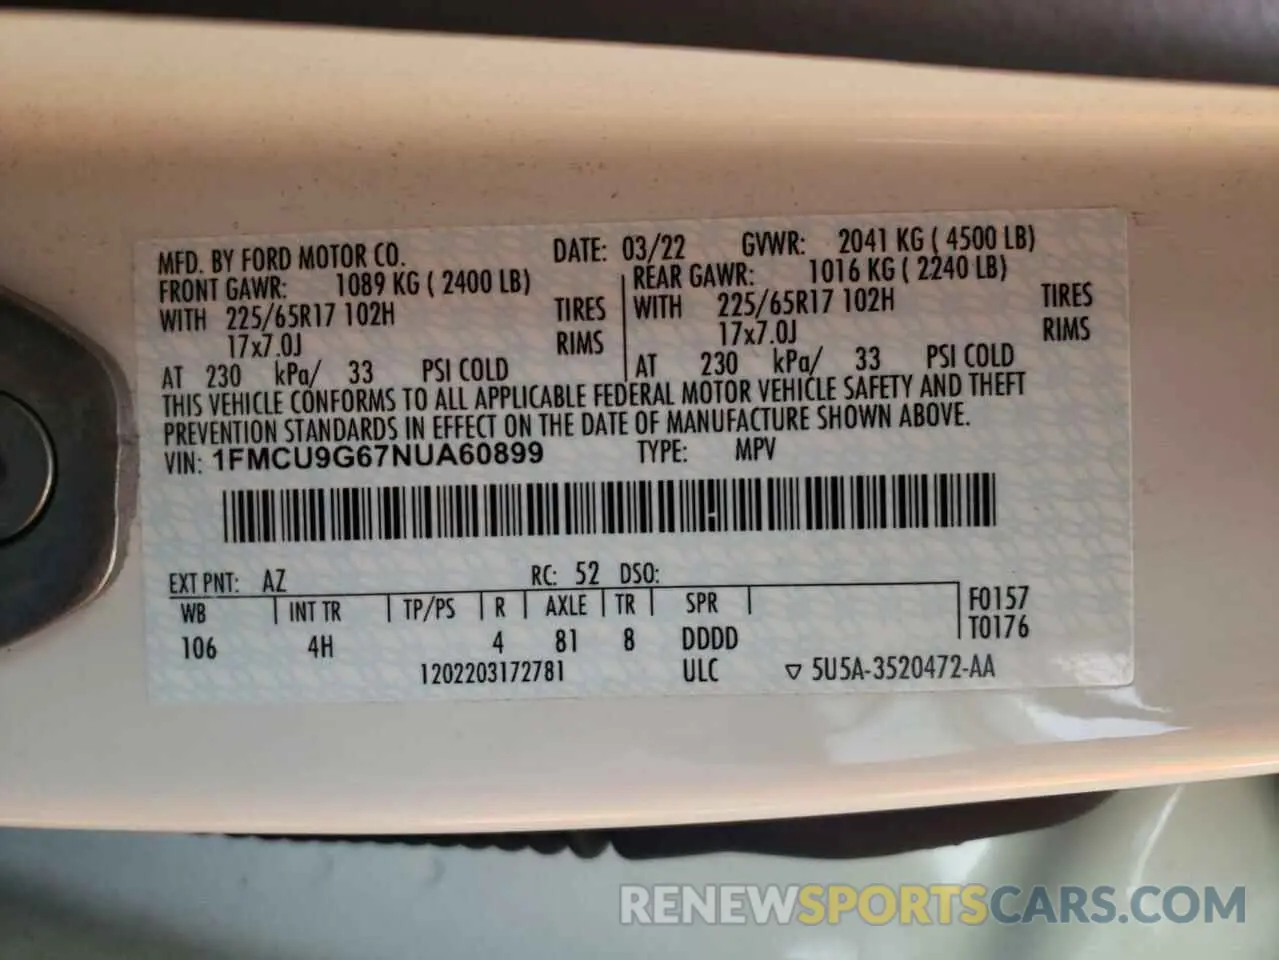 MFD. BY FORD MOTOR CO. DATE: 03/22 GVWR: 2041 KG ( 4500 LB)
FRONT GAWR: 1089 KG ( 2400 LB) REAR GAWR: 1016 KG ( 2240 LB)
WITH 225/65R17 102H TIRES WITH 225/65R17 102H TIRES
17x7.0J RIMS 17x7.0J RIMS
AT 230 kPa/ 33 PSI COLD AT 230 kPa/ 33 PSI COLD
THIS VEHICLE CONFORMS TO ALL APPLICABLE FEDERAL MOTOR VEHICLE SAFETY AND THEFT
PREVENTION STANDARDS IN EFFECT ON THE DATE OF MANUFACTURE SHOWN ABOVE.
VIN: 1FMCU9G67NUA60899 TYPE: MPV
EXT PNT: AZ RC: 52 DSO:
WB INT TR TP/PS R AXLE TR SPR F0157
106 4H 4 81 8 DDDD T0176
1202203172781 ULC ▽ 5U5A-3520472-AA
RENEWSPORTSCARS.COM